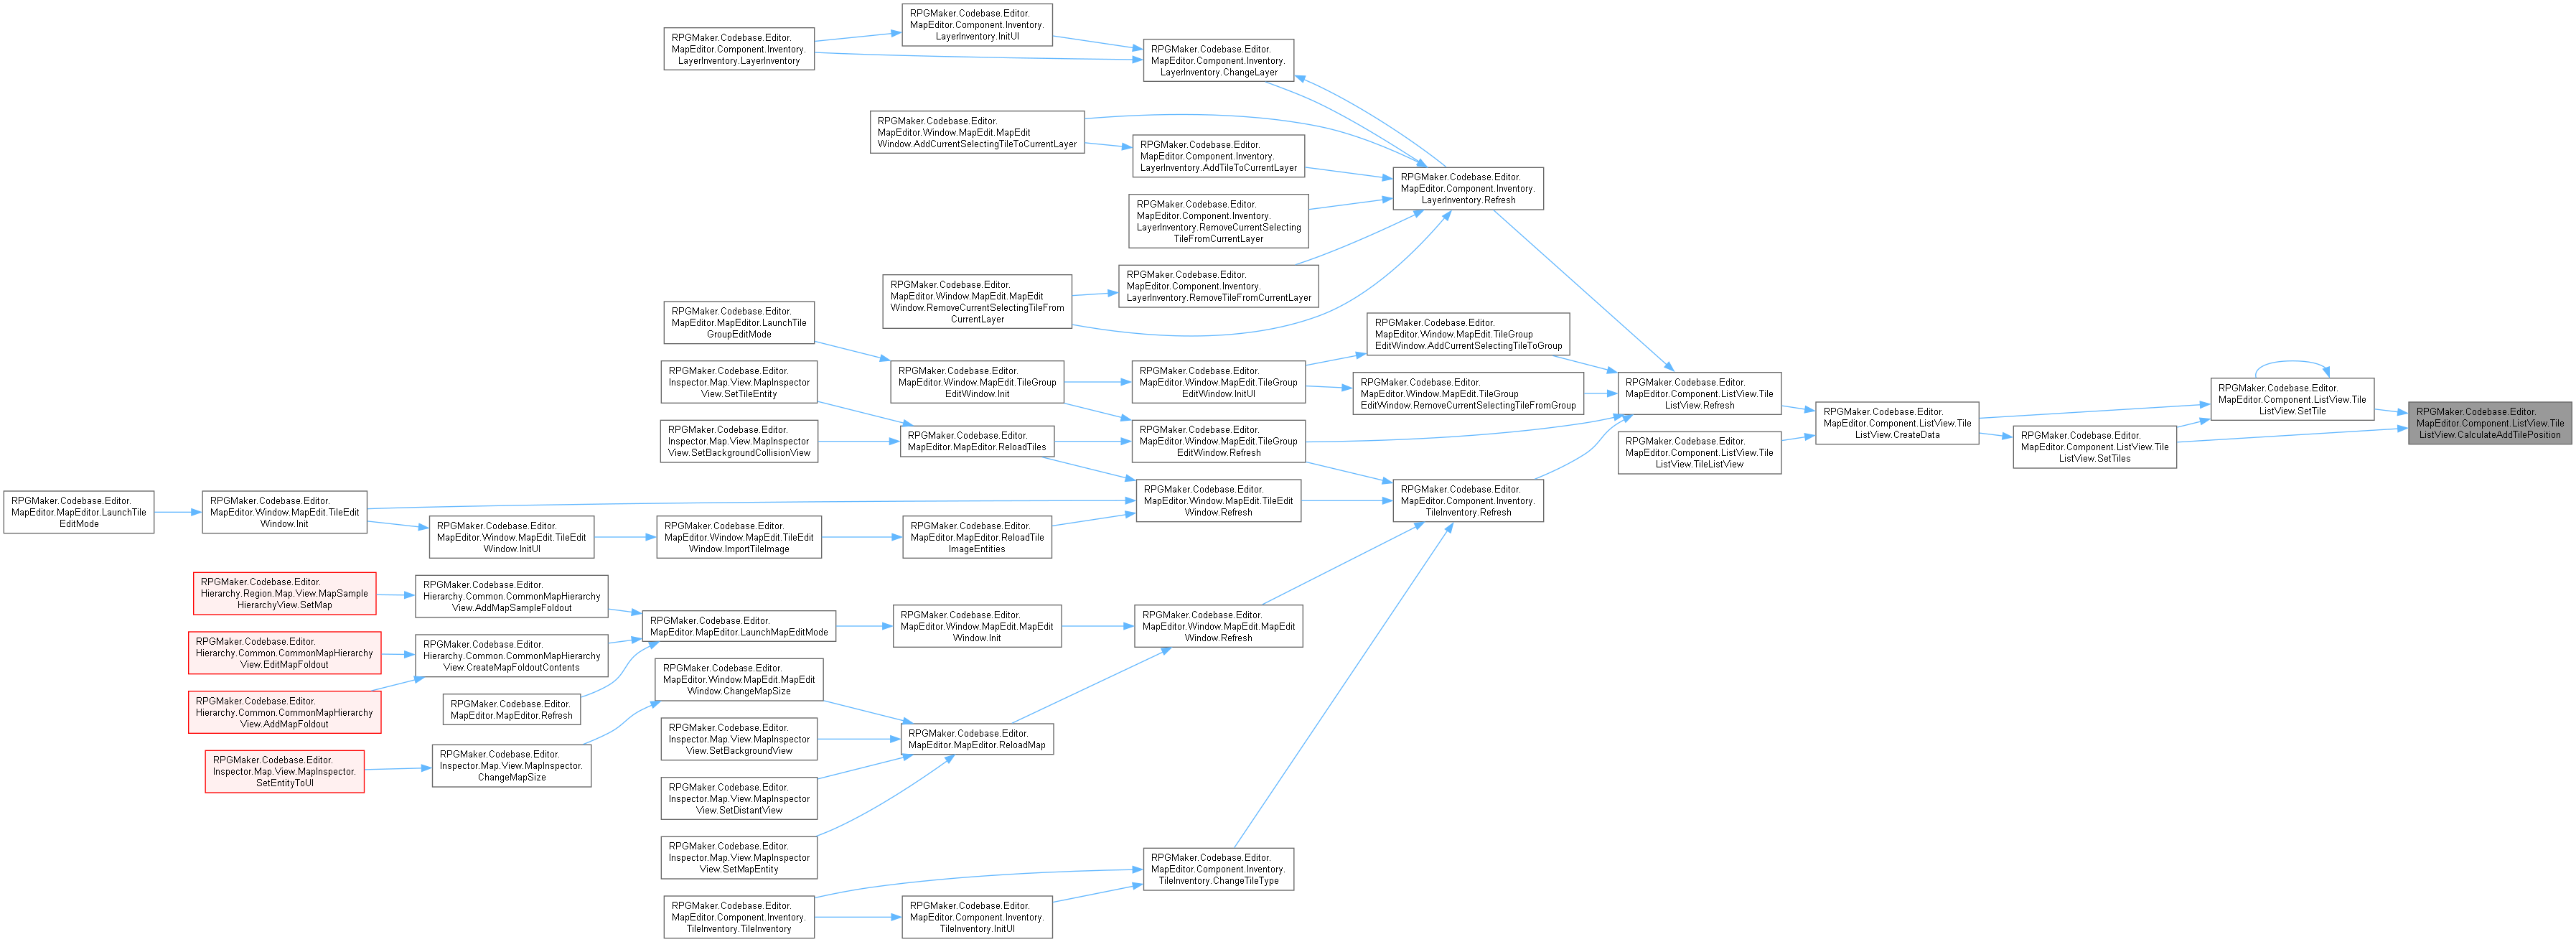 RPGMaker.Codebase.Editor.
MapEditor.Component.Inventory.
LayerInventory.InitUI
RPGMaker.Codebase.Editor.
MapEditor.Component.Inventory.
LayerInventory.LayerInventory
RPGMaker.Codebase.Editor.
MapEditor.Component.Inventory.
LayerInventory.ChangeLayer
RPGMaker.Codebase.Editor.
MapEditor.Window.MapEdit.MapEdit
Window.AddCurrentSelectingTileToCurrentLayer
RPGMaker.Codebase.Editor.
MapEditor.Component.Inventory.
LayerInventory.AddTileToCurrentLayer
RPGMaker.Codebase.Editor.
MapEditor.Component.Inventory.
LayerInventory.Refresh
RPGMaker.Codebase.Editor.
MapEditor.Component.Inventory.
LayerInventory.RemoveCurrentSelecting
TileFromCurrentLayer
RPGMaker.Codebase.Editor.
MapEditor.Component.Inventory.
LayerInventory.RemoveTileFromCurrentLayer
RPGMaker.Codebase.Editor.
MapEditor.Window.MapEdit.MapEdit
Window.RemoveCurrentSelectingTileFrom
CurrentLayer
RPGMaker.Codebase.Editor.
MapEditor.MapEditor.LaunchTile
GroupEditMode
RPGMaker.Codebase.Editor.
MapEditor.Window.MapEdit.TileGroup
EditWindow.AddCurrentSelectingTileToGroup
RPGMaker.Codebase.Editor.
Inspector.Map.View.MapInspector
View.SetTileEntity
RPGMaker.Codebase.Editor.
MapEditor.Window.MapEdit.TileGroup
EditWindow.Init
RPGMaker.Codebase.Editor.
MapEditor.Window.MapEdit.TileGroup
EditWindow.InitUI
RPGMaker.Codebase.Editor.
MapEditor.Window.MapEdit.TileGroup
EditWindow.RemoveCurrentSelectingTileFromGroup
RPGMaker.Codebase.Editor.
MapEditor.Component.ListView.Tile
ListView.Refresh
RPGMaker.Codebase.Editor.
MapEditor.Component.ListView.Tile
ListView.CreateData
RPGMaker.Codebase.Editor.
MapEditor.Component.ListView.Tile
ListView.SetTile
RPGMaker.Codebase.Editor.
MapEditor.Component.ListView.Tile
ListView.CalculateAddTilePosition
RPGMaker.Codebase.Editor.
Inspector.Map.View.MapInspector
View.SetBackgroundCollisionView
RPGMaker.Codebase.Editor.
MapEditor.MapEditor.ReloadTiles
RPGMaker.Codebase.Editor.
MapEditor.Window.MapEdit.TileGroup
EditWindow.Refresh
RPGMaker.Codebase.Editor.
MapEditor.Component.ListView.Tile
ListView.TileListView
RPGMaker.Codebase.Editor.
MapEditor.Component.ListView.Tile
ListView.SetTiles
RPGMaker.Codebase.Editor.
MapEditor.MapEditor.LaunchTile
EditMode
RPGMaker.Codebase.Editor.
MapEditor.Window.MapEdit.TileEdit
Window.Init
RPGMaker.Codebase.Editor.
MapEditor.Window.MapEdit.TileEdit
Window.InitUI
RPGMaker.Codebase.Editor.
MapEditor.Window.MapEdit.TileEdit
Window.ImportTileImage
RPGMaker.Codebase.Editor.
MapEditor.MapEditor.ReloadTile
ImageEntities
RPGMaker.Codebase.Editor.
MapEditor.Window.MapEdit.TileEdit
Window.Refresh
RPGMaker.Codebase.Editor.
MapEditor.Component.Inventory.
TileInventory.Refresh
RPGMaker.Codebase.Editor.
Hierarchy.Region.Map.View.MapSample
HierarchyView.SetMap
RPGMaker.Codebase.Editor.
Hierarchy.Common.CommonMapHierarchy
View.AddMapSampleFoldout
RPGMaker.Codebase.Editor.
MapEditor.MapEditor.LaunchMapEditMode
RPGMaker.Codebase.Editor.
MapEditor.Window.MapEdit.MapEdit
Window.Init
RPGMaker.Codebase.Editor.
MapEditor.Window.MapEdit.MapEdit
Window.Refresh
RPGMaker.Codebase.Editor.
Hierarchy.Common.CommonMapHierarchy
View.EditMapFoldout
RPGMaker.Codebase.Editor.
Hierarchy.Common.CommonMapHierarchy
View.CreateMapFoldoutContents
RPGMaker.Codebase.Editor.
Hierarchy.Common.CommonMapHierarchy
View.AddMapFoldout
RPGMaker.Codebase.Editor.
MapEditor.MapEditor.Refresh
RPGMaker.Codebase.Editor.
MapEditor.Window.MapEdit.MapEdit
Window.ChangeMapSize
RPGMaker.Codebase.Editor.
Inspector.Map.View.MapInspector
View.SetBackgroundView
RPGMaker.Codebase.Editor.
MapEditor.MapEditor.ReloadMap
RPGMaker.Codebase.Editor.
Inspector.Map.View.MapInspector.
SetEntityToUI
RPGMaker.Codebase.Editor.
Inspector.Map.View.MapInspector.
ChangeMapSize
RPGMaker.Codebase.Editor.
Inspector.Map.View.MapInspector
View.SetDistantView
RPGMaker.Codebase.Editor.
Inspector.Map.View.MapInspector
View.SetMapEntity
RPGMaker.Codebase.Editor.
MapEditor.Component.Inventory.
TileInventory.ChangeTileType
RPGMaker.Codebase.Editor.
MapEditor.Component.Inventory.
TileInventory.TileInventory
RPGMaker.Codebase.Editor.
MapEditor.Component.Inventory.
TileInventory.InitUI